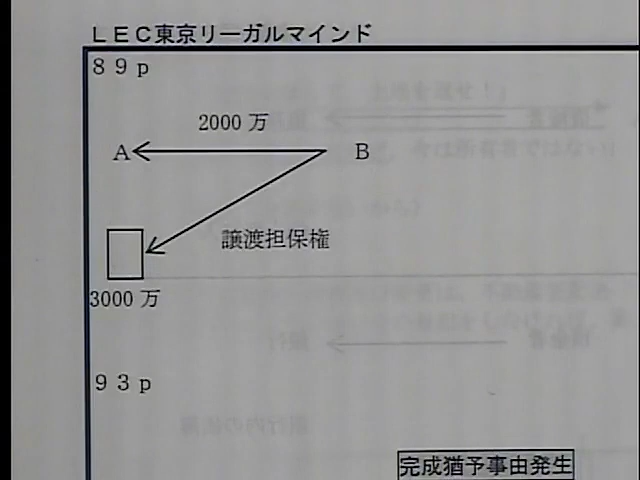 ＬＥＣ東京リーガルマインド
８９ｐ
2000 万
A B
譲渡担保権
3000 万
９３ｐ
完成猶予事由発生